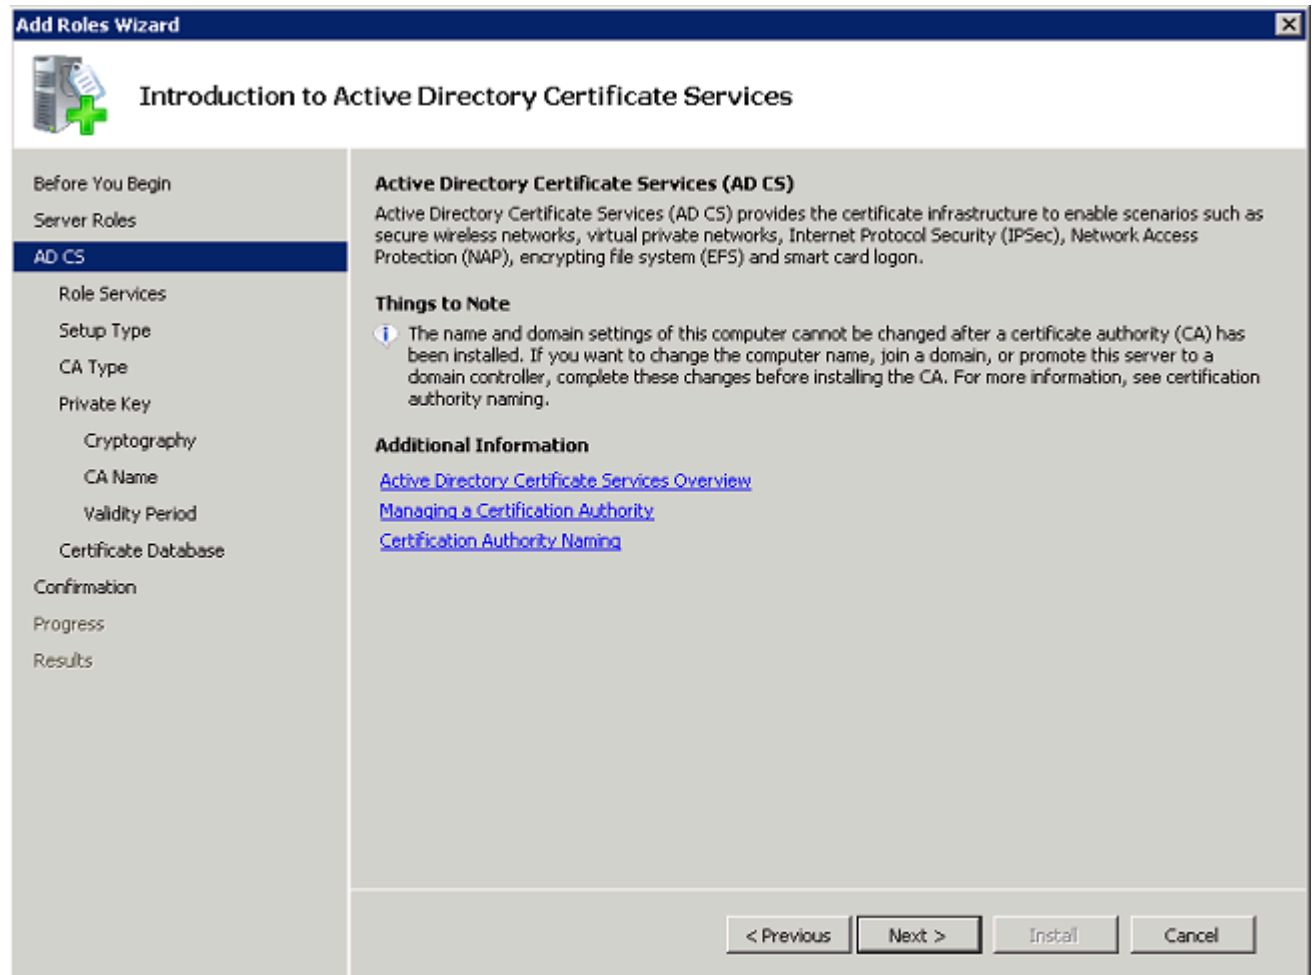 Add Roles Wizard
Introduction to Active Directory Certificate Services
Before You Begin
Server Roles
AD CS
Role Services
Setup Type
CA Type
Private Key
Cryptography
CA Name
Validity Period
Certificate Database
Confirmation
Progress
Results
Active Directory Certificate Services (AD CS)
Active Directory Certificate Services (AD CS) provides the certificate infrastructure to enable scenarios such as
secure wireless networks, virtual private networks, Internet Protocol Security (IPSec), Network Access
Protection (NAP), encrypting file system (EFS) and smart card logon.
Things to Note
The name and domain settings of this computer cannot be changed after a certificate authority (CA) has
been installed. If you want to change the computer name, join a domain, or promote this server to a
domain controller, complete these changes before installing the CA. For more information, see certification
authority naming.
Additional Information
Active Directory Certificate Services Overview
Managing a Certification Authority
Certification Authority Naming
< Previous
Next >
Install
Cancel